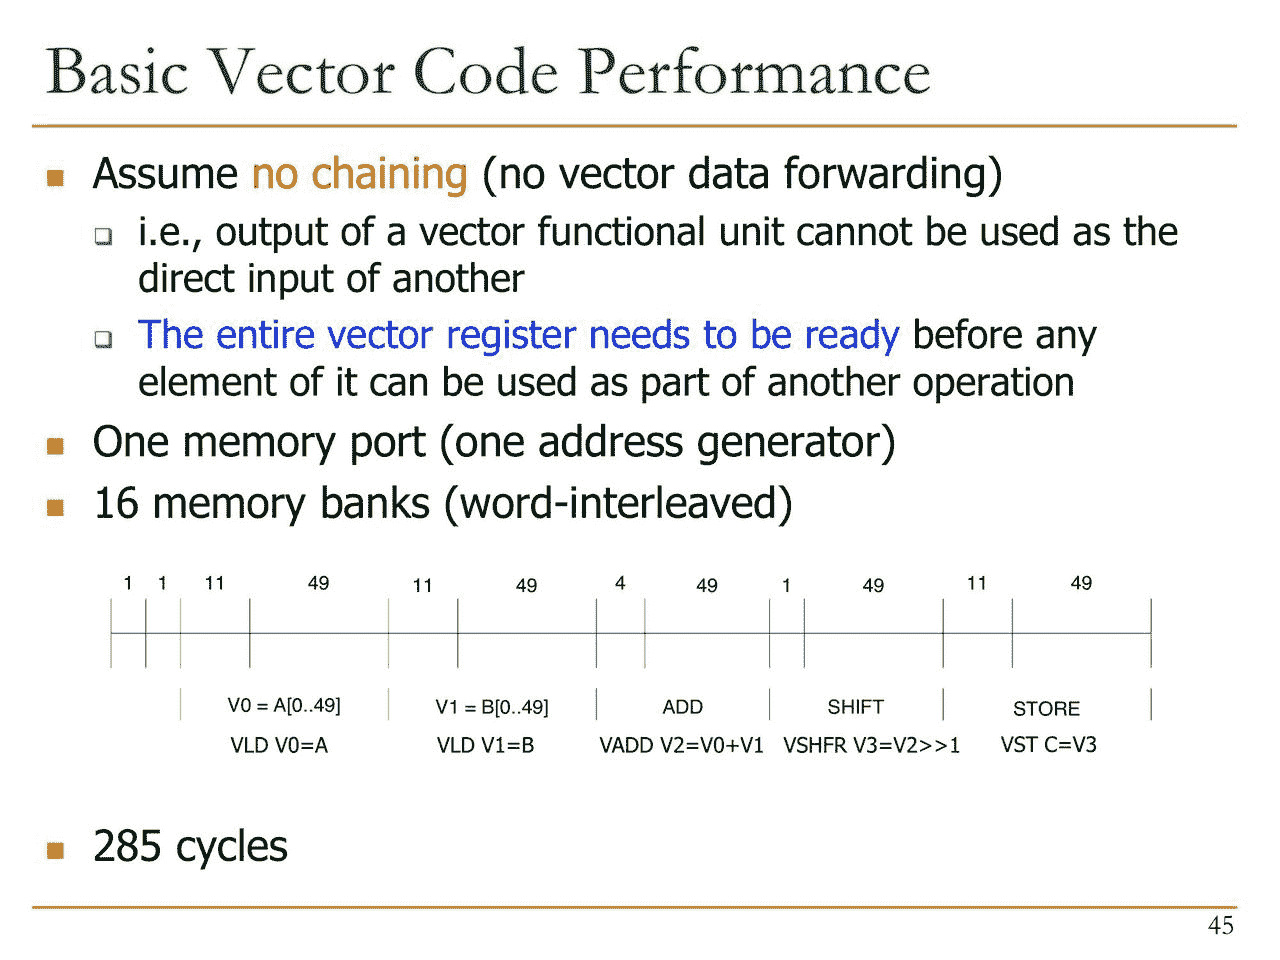 Basic Vector Code Performance
Assume no chaining (no vector data forwarding)
i.e., output of a vector functional unit cannot be used as the
direct input of another
The entire vector register needs to be ready before any
element of it can be used as part of another operation
One memory port (one address generator)
16 memory banks (word-interleaved)
1 1 11 49 11 49 4 49 1 49 11 49
V0 = A[0..49] V1 = B[0..49] ADD SHIFT STORE
VLD V0=A VLD V1=B VADD V2=V0+V1 VSHFR V3=V2>>1 VST C=V3
285 cycles
45